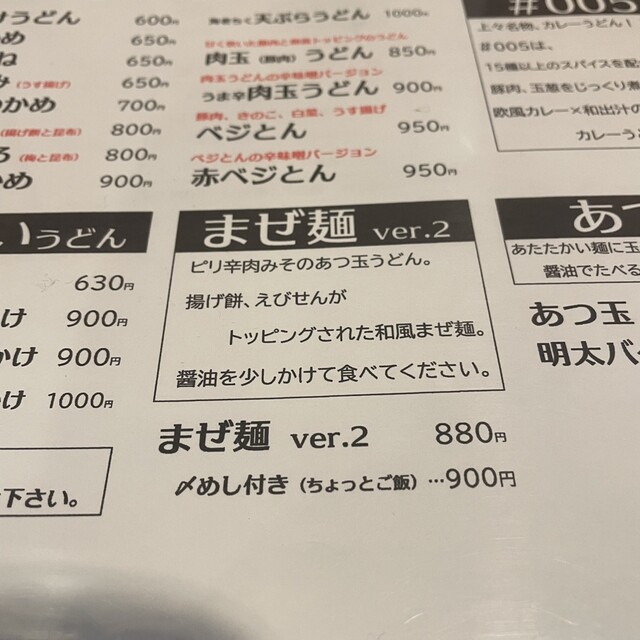 けうどん 600円
め 650円
ね 650円
み(うす揚げ) 650円
かめ 700円
(揚げ餅と昆布) 800円
ろ(梅と昆布) 800円
かめ 900円
海老ちく天ぷらうどん 1000円
甘く炊いた豚肉と温泉トッピングのうどん
肉玉(豚肉)うどん 850円
肉玉うどんの辛味噌バージョン
うま辛肉玉うどん 900円
豚肉、きのこ、白菜、うす揚げ
ベジとん 950円
ベジとんの辛味噌バージョン
赤ベジとん 950円
#005
上々名物、カレーうどん!
#005は、
15種以上のスパイスを配
豚肉、玉葱をじっくり煮
欧風カレー×和出汁の
カレーう
いうどん
630円
け 900円
かけ 900円
け 1000円
下さい。
まぜ麺 ver.2
ピリ辛肉みそのあつ玉うどん。
揚げ餅、えびせんが
トッピングされた和風まぜ麺。
醤油を少しかけて食べてください。
まぜ麺 ver.2 880円
〆めし付き(ちょっとご飯)…900円
あつ
あたたかい麺に玉
醤油でたべる
あつ玉
明太バ